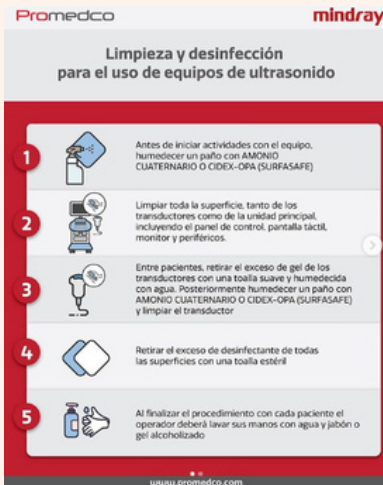 Promedco
mindray
Limpieza y desinfección
para el uso de equipos de ultrasonido
1
Antes de iniciar actividades con el equipo,
humedecer un paño con AMONIO
CUATERNARIO O CIDEX-OPA (SURFASAFE)
2
Limpiar toda la superficie, tanto de los
transductores como de la unidad principal,
incluyendo el panel de control, pantalla táctil,
monitor y periféricos.
3
Entre pacientes, retirar el exceso de gel de los
transductores con una toalla suave y humedecida
con agua. Posteriormente humedecer un paño con
AMONIO CUATERNARIO O CIDEX-OPA (SURFASAFE)
y limpiar el transductor
4
Retirar el exceso de desinfectante de todas
las superficies con una toalla estéril
5
Al finalizar el procedimiento con cada paciente el
operador deberá lavar sus manos con agua y jabón o
gel alcoholizado
www.promedco.com